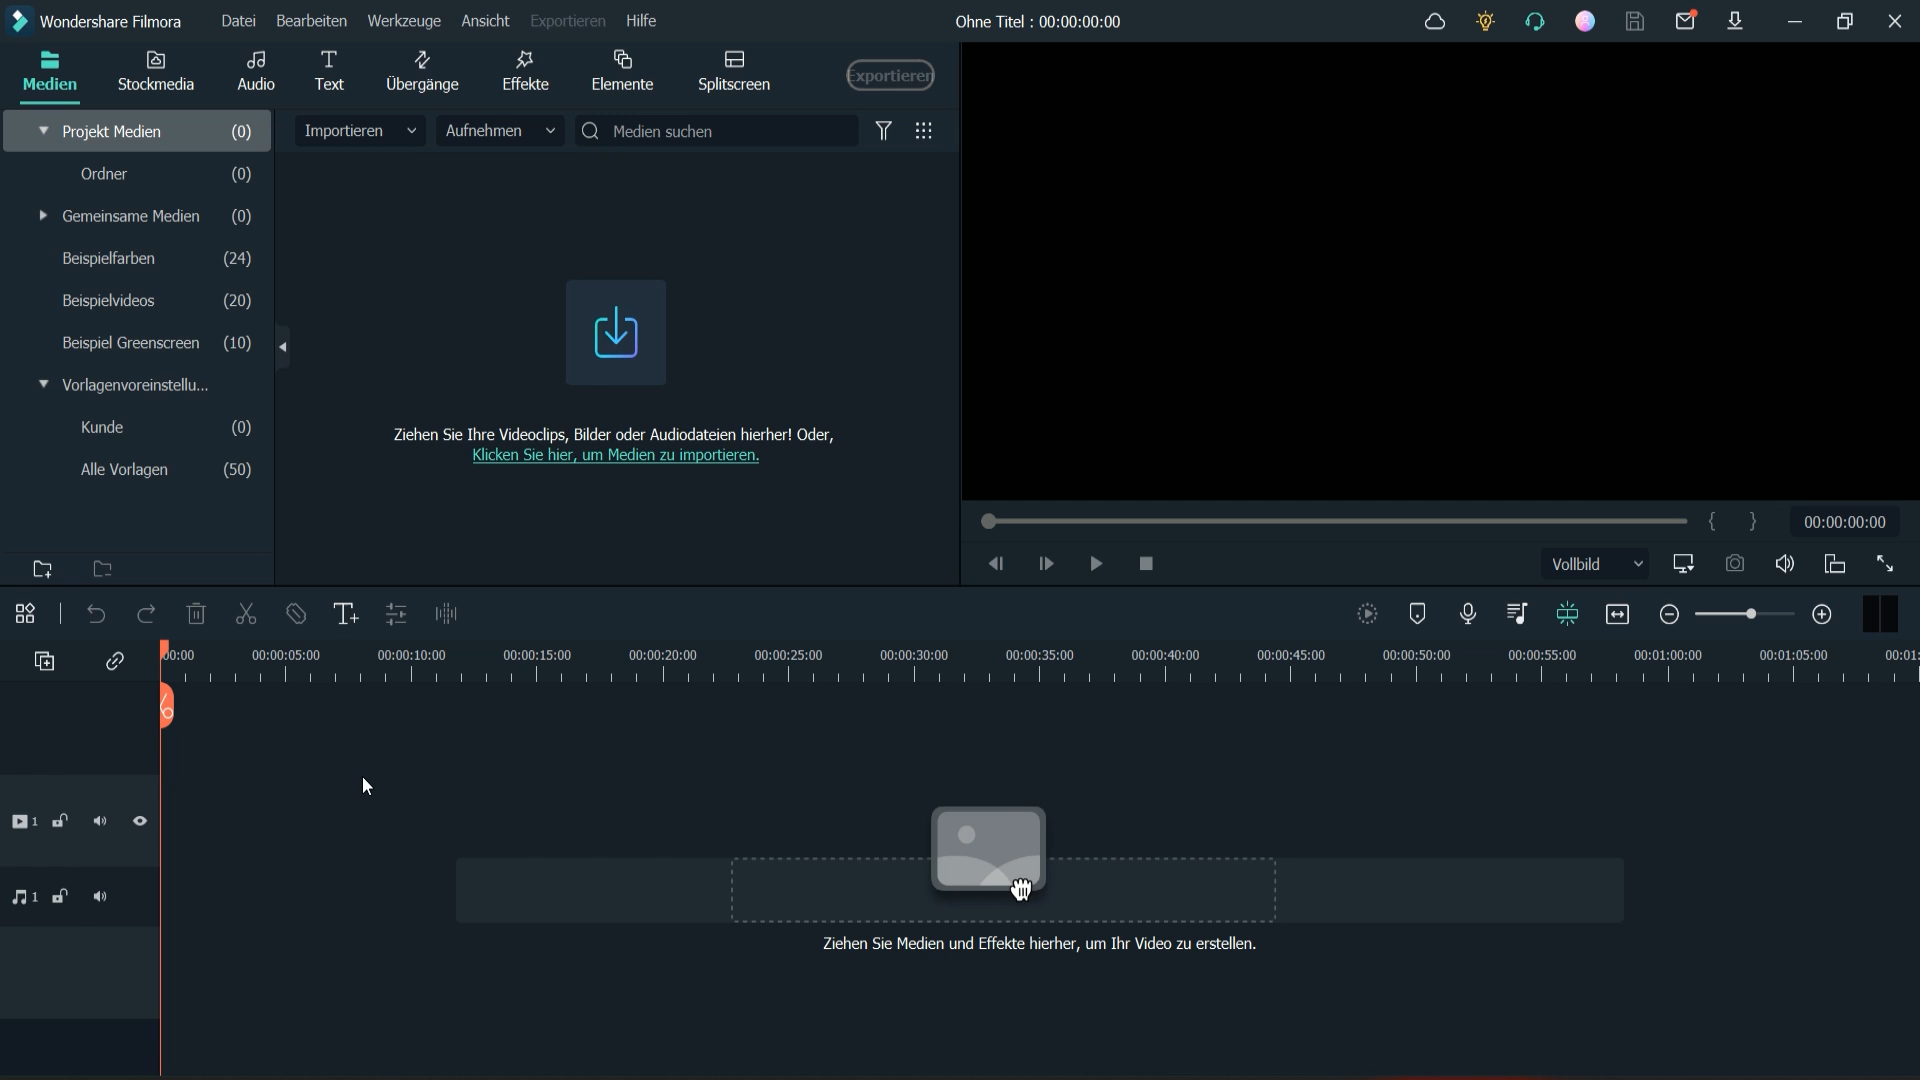 Wondershare Filmora Datei Bearbeiten Werkzeuge Ansicht Exportieren Hilfe Ohne Titel : 00:00:00:00
Medien Stockmedia Audio Text Übergänge Effekte Elemente Splitscreen Exportieren
Projekt Medien (0)
Ordner (0)
Gemeinsame Medien (0)
Beispielfarben (24)
Beispielvideos (20)
Beispiel Greenscreen (10)
Vorlagenvoreinstellu...
Kunde (0)
Alle Vorlagen (50)
Importieren Aufnehmen Medien suchen
Ziehen Sie Ihre Videoclips, Bilder oder Audiodateien hierher! Oder,
Klicken Sie hier, um Medien zu importieren.
{ } 00:00:00:00
Vollbild
00:00 00:00:05:00 00:00:10:00 00:00:15:00 00:00:20:00 00:00:25:00 00:00:30:00 00:00:35:00 00:00:40:00 00:00:45:00 00:00:50:00 00:00:55:00 00:01:00:00 00:01:05:00 00:01:
1
1
Ziehen Sie Medien und Effekte hierher, um Ihr Video zu erstellen.